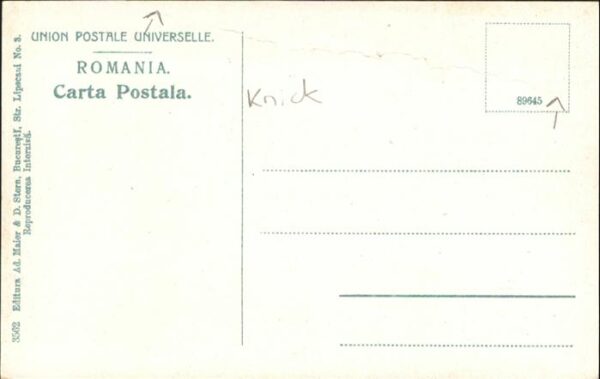 UNION POSTALE UNIVERSELLE.
ROMANIA.
Carta Postala.
Knick
89645
3562 Editura Ad. Maier & D. Stern, Bucureştĭ, Str. Lipscani No. 3.
Reproducerea Interzisă.